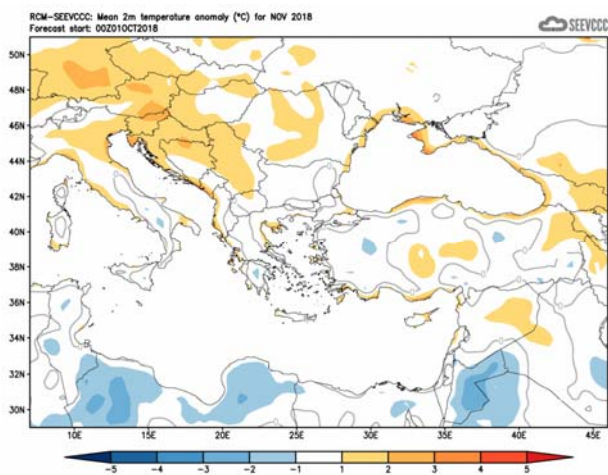 RCM-SEEVCCC: Mean 2m temperature anomaly (°C) for NOV 2018
Forecast start: 00Z01OCT2018
SEEVCCC
50N
48N
46N
44N
42N
40N
38N
36N
34N
32N
30N
10E 15E 20E 25E 30E 35E 40E 45E
-5 -4 -3 -2 -1 1 2 3 4 5